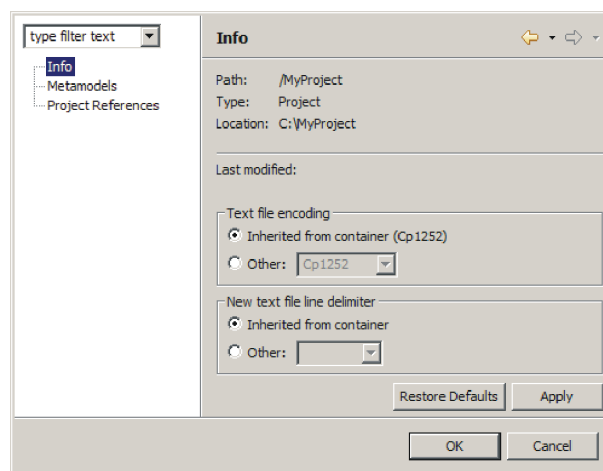 type filter text
Info
Metamodels
Project References
Info
Path: /MyProject
Type: Project
Location: C:\MyProject
Last modified:
Text file encoding
Inherited from container (Cp1252)
Other: Cp1252
New text file line delimiter
Inherited from container
Other:
Restore Defaults Apply
OK Cancel